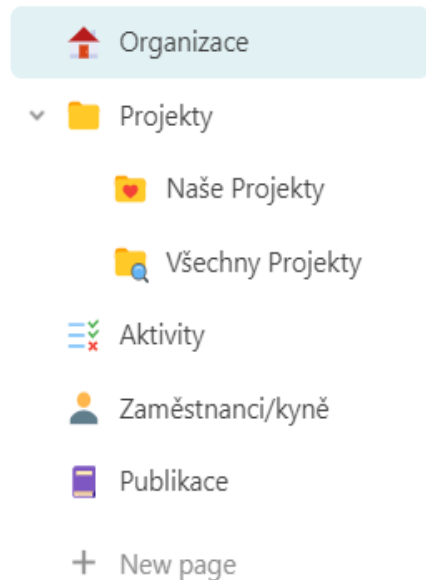 Organizace
Projekty
Naše Projekty
Všechny Projekty
Aktivity
Zaměstnanci/kyně
Publikace
New page